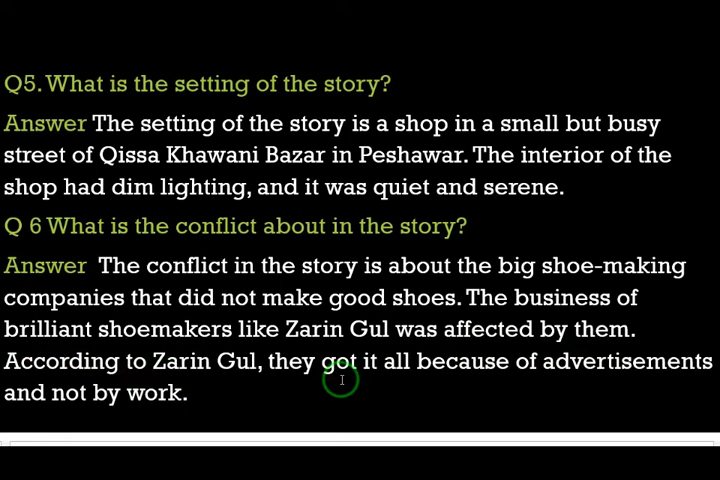 Q5. What is the setting of the story?
Answer The setting of the story is a shop in a small but busy
street of Qissa Khawani Bazar in Peshawar. The interior of the
shop had dim lighting, and it was quiet and serene.
Q 6 What is the conflict about in the story?
Answer The conflict in the story is about the big shoe-making
companies that did not make good shoes. The business of
brilliant shoemakers like Zarin Gul was affected by them.
According to Zarin Gul, they got it all because of advertisements
and not by work.